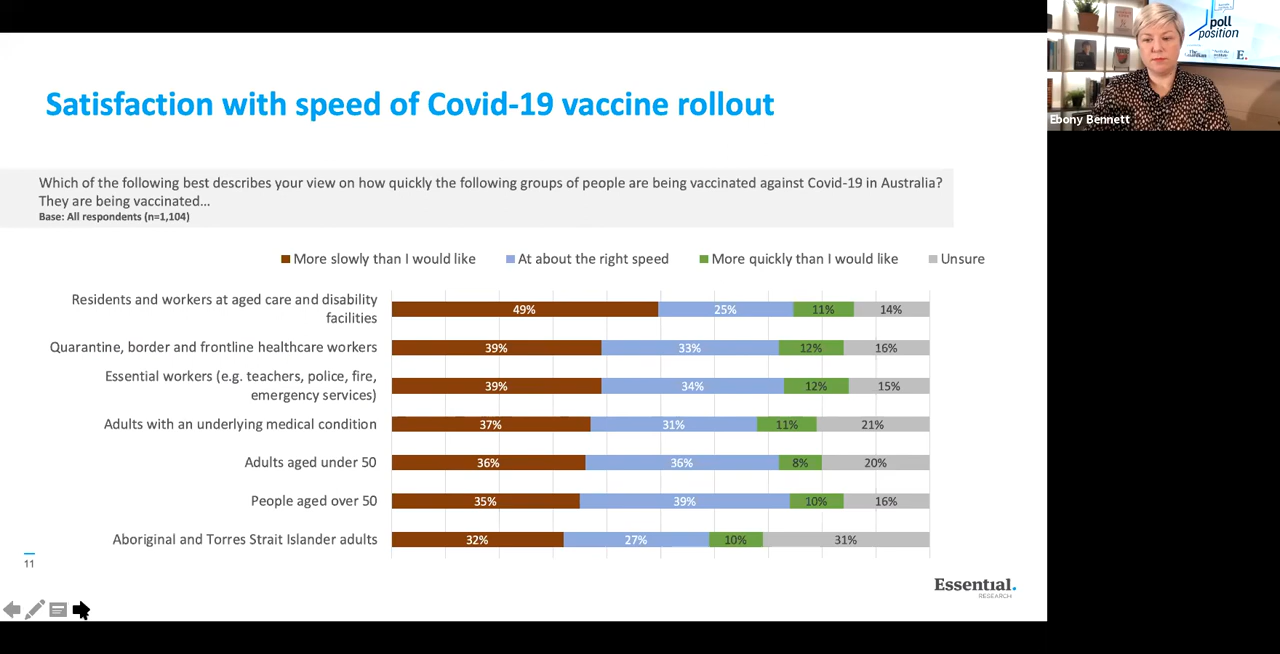 Satisfaction with speed of Covid-19 vaccine rollout
Which of the following best describes your view on how quickly the following groups of people are being vaccinated against Covid-19 in Australia?
They are being vaccinated...
Base: All respondents (n=1,104)
More slowly than I would like
At about the right speed
More quickly than I would like
Unsure
Residents and workers at aged care and disability
facilities
49% 25% 11% 14%
Quarantine, border and frontline healthcare workers
39% 33% 12% 16%
Essential workers (e.g. teachers, police, fire,
emergency services)
39% 34% 12% 15%
Adults with an underlying medical condition
37% 31% 11% 21%
Adults aged under 50
36% 36% 8% 20%
People aged over 50
35% 39% 10% 16%
Aboriginal and Torres Strait Islander adults
32% 27% 10% 31%
11
Essential.
RESEARCH
poll
position
The
Guardian
E.
Ebony Bennett